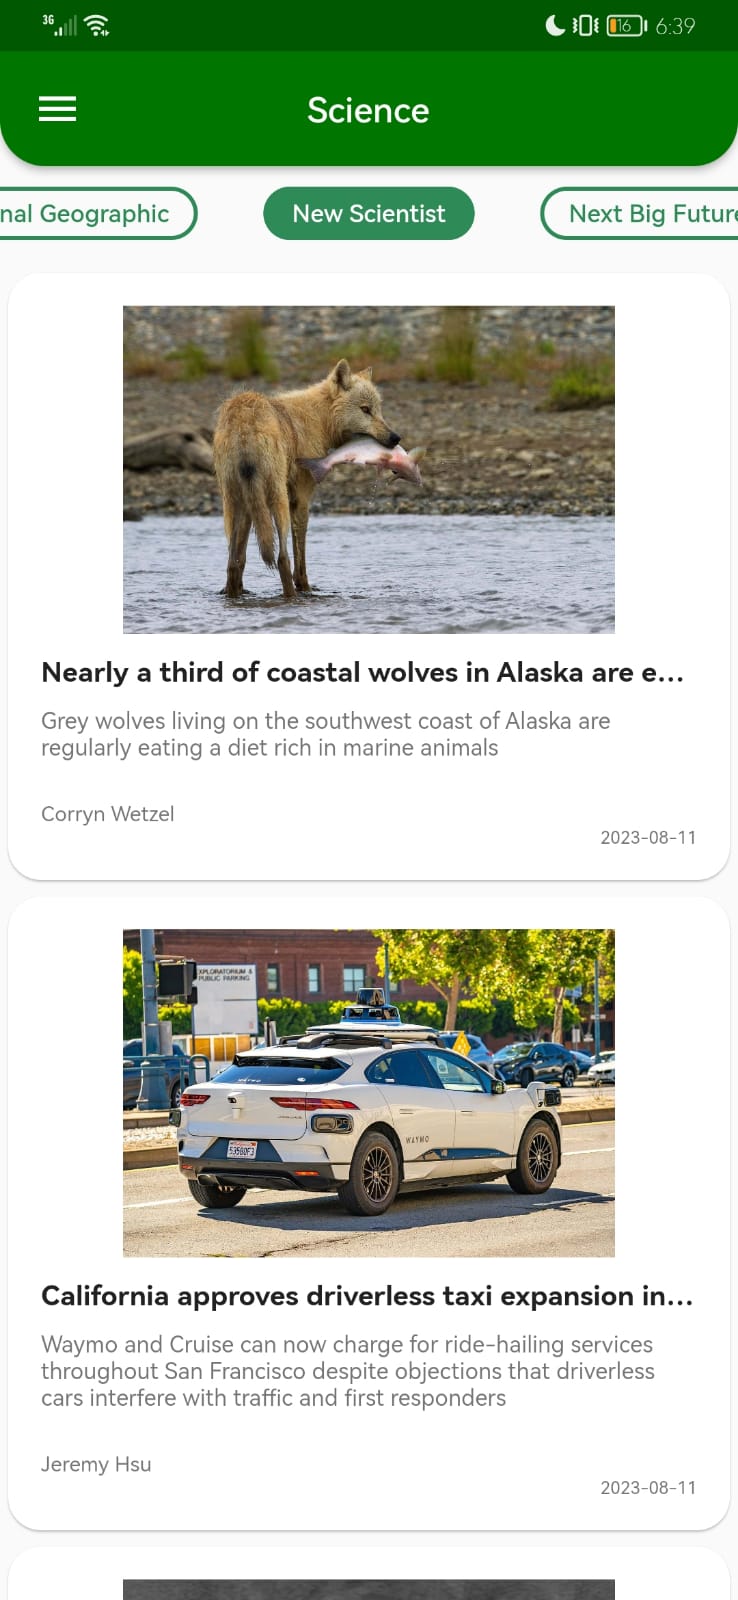 3G
16
6:39
Science
nal Geographic
New Scientist
Next Big Future
Nearly a third of coastal wolves in Alaska are e...
Grey wolves living on the southwest coast of Alaska are
regularly eating a diet rich in marine animals
Corryn Wetzel
2023-08-11
XPLORATORIUM &
PUBLIC PARKING
WAYMO
California approves driverless taxi expansion in...
Waymo and Cruise can now charge for ride-hailing services
throughout San Francisco despite objections that driverless
cars interfere with traffic and first responders
Jeremy Hsu
2023-08-11